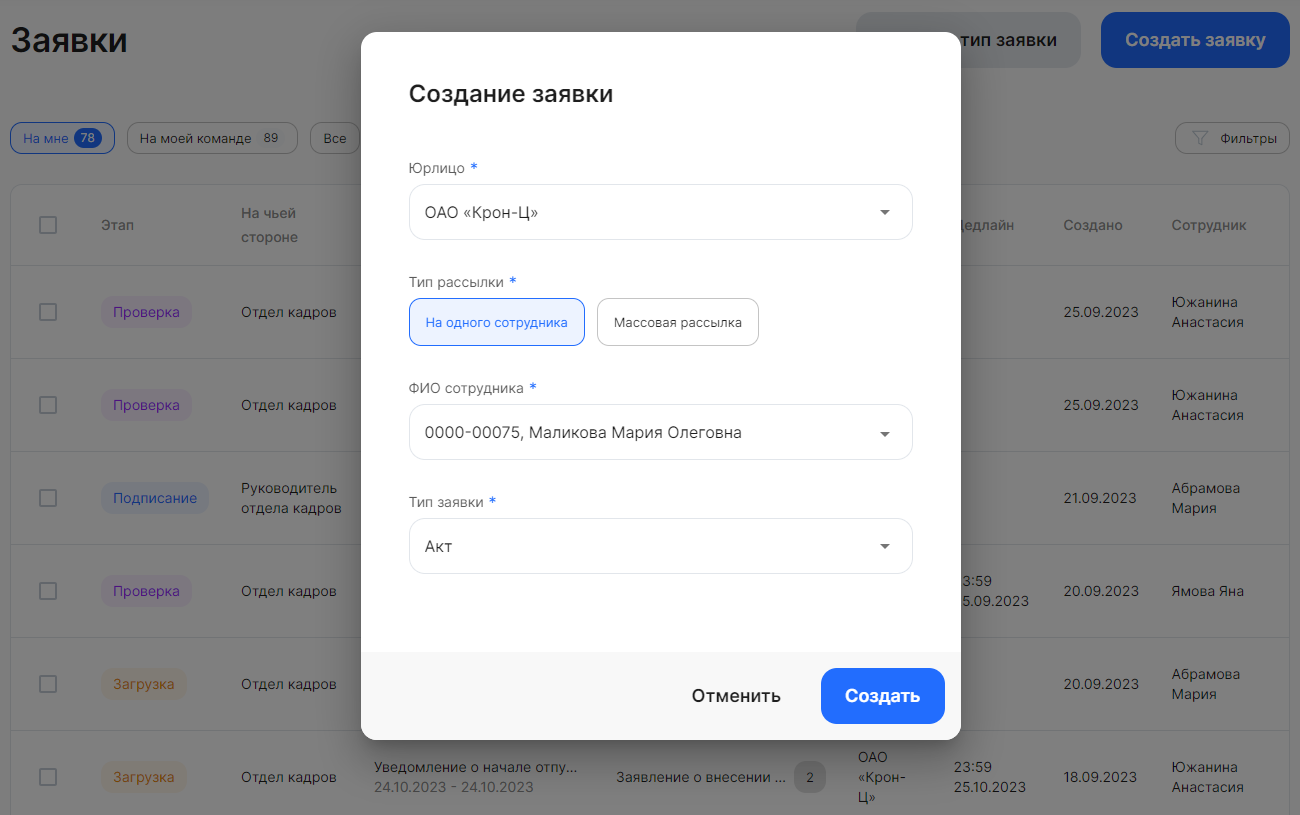 Заявки
тип заявки
Создать заявку
На мне 78
На моей команде 89
Все
Фильтры
Создание заявки
Юрлицо *
ОАО «Крон-Ц»
Тип рассылки *
На одного сотрудника
Массовая рассылка
ФИО сотрудника *
0000-00075, Маликова Мария Олеговна
Тип заявки *
Акт
Отменить
Создать
Этап
На чьей
стороне
Создано
Сотрудник
Проверка
Отдел кадров
25.09.2023
Южанина
Анастасия
Проверка
Отдел кадров
25.09.2023
Южанина
Анастасия
Подписание
Руководитель
отдела кадров
21.09.2023
Абрамова
Мария
Проверка
Отдел кадров
3:59
5.09.2023
20.09.2023
Ямова Яна
Загрузка
Отдел кадров
20.09.2023
Абрамова
Мария
Загрузка
Отдел кадров
Уведомление о начале отпу...
24.10.2023 - 24.10.2023
Заявление о внесении ... 2
ОАО
«Крон-
Ц»
23:59
25.10.2023
18.09.2023
Южанина
Анастасия